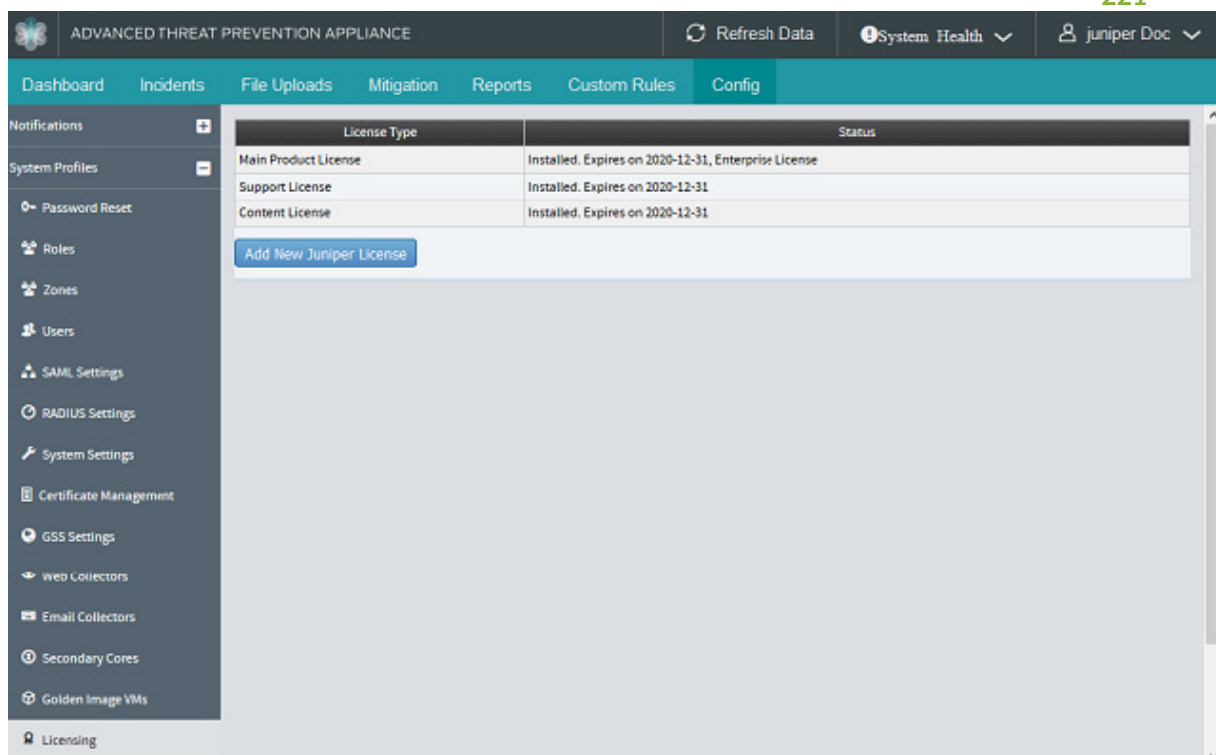 221
ADVANCED THREAT PREVENTION APPLIANCE
Refresh Data
System Health
juniper Doc
Dashboard Incidents File Uploads Mitigation Reports Custom Rules Config
Notifications
System Profiles
Password Reset
Roles
Zones
Users
SAML Settings
RADIUS Settings
System Settings
Certificate Management
GSS Settings
Web Collectors
Email Collectors
Secondary Cores
Golden Image VMs
Licensing
License Type Status
Main Product License Installed. Expires on 2020-12-31, Enterprise License
Support License Installed. Expires on 2020-12-31
Content License Installed. Expires on 2020-12-31
Add New Juniper License